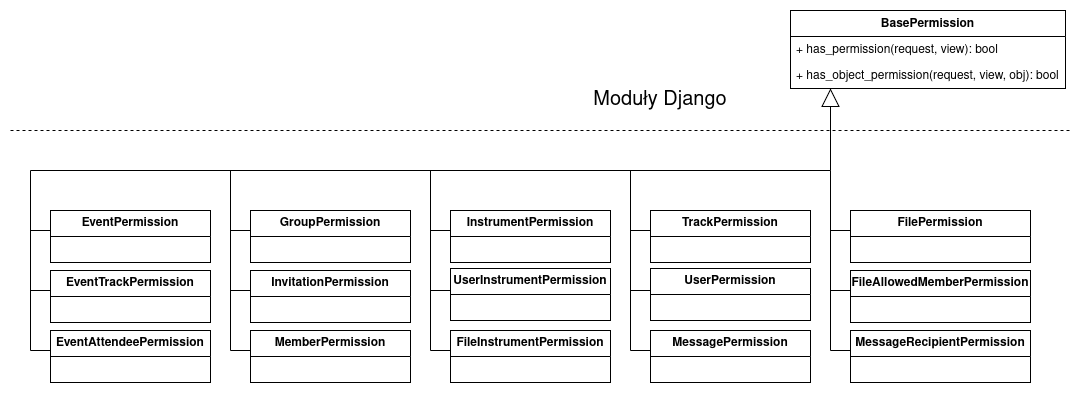 BasePermission
+ has_permission(request, view): bool
+ has_object_permission(request, view, obj): bool
Moduły Django
EventPermission
GroupPermission
InstrumentPermission
TrackPermission
FilePermission
EventTrackPermission
InvitationPermission
UserInstrumentPermission
UserPermission
FileAllowedMemberPermission
EventAttendeePermission
MemberPermission
FileInstrumentPermission
MessagePermission
MessageRecipientPermission